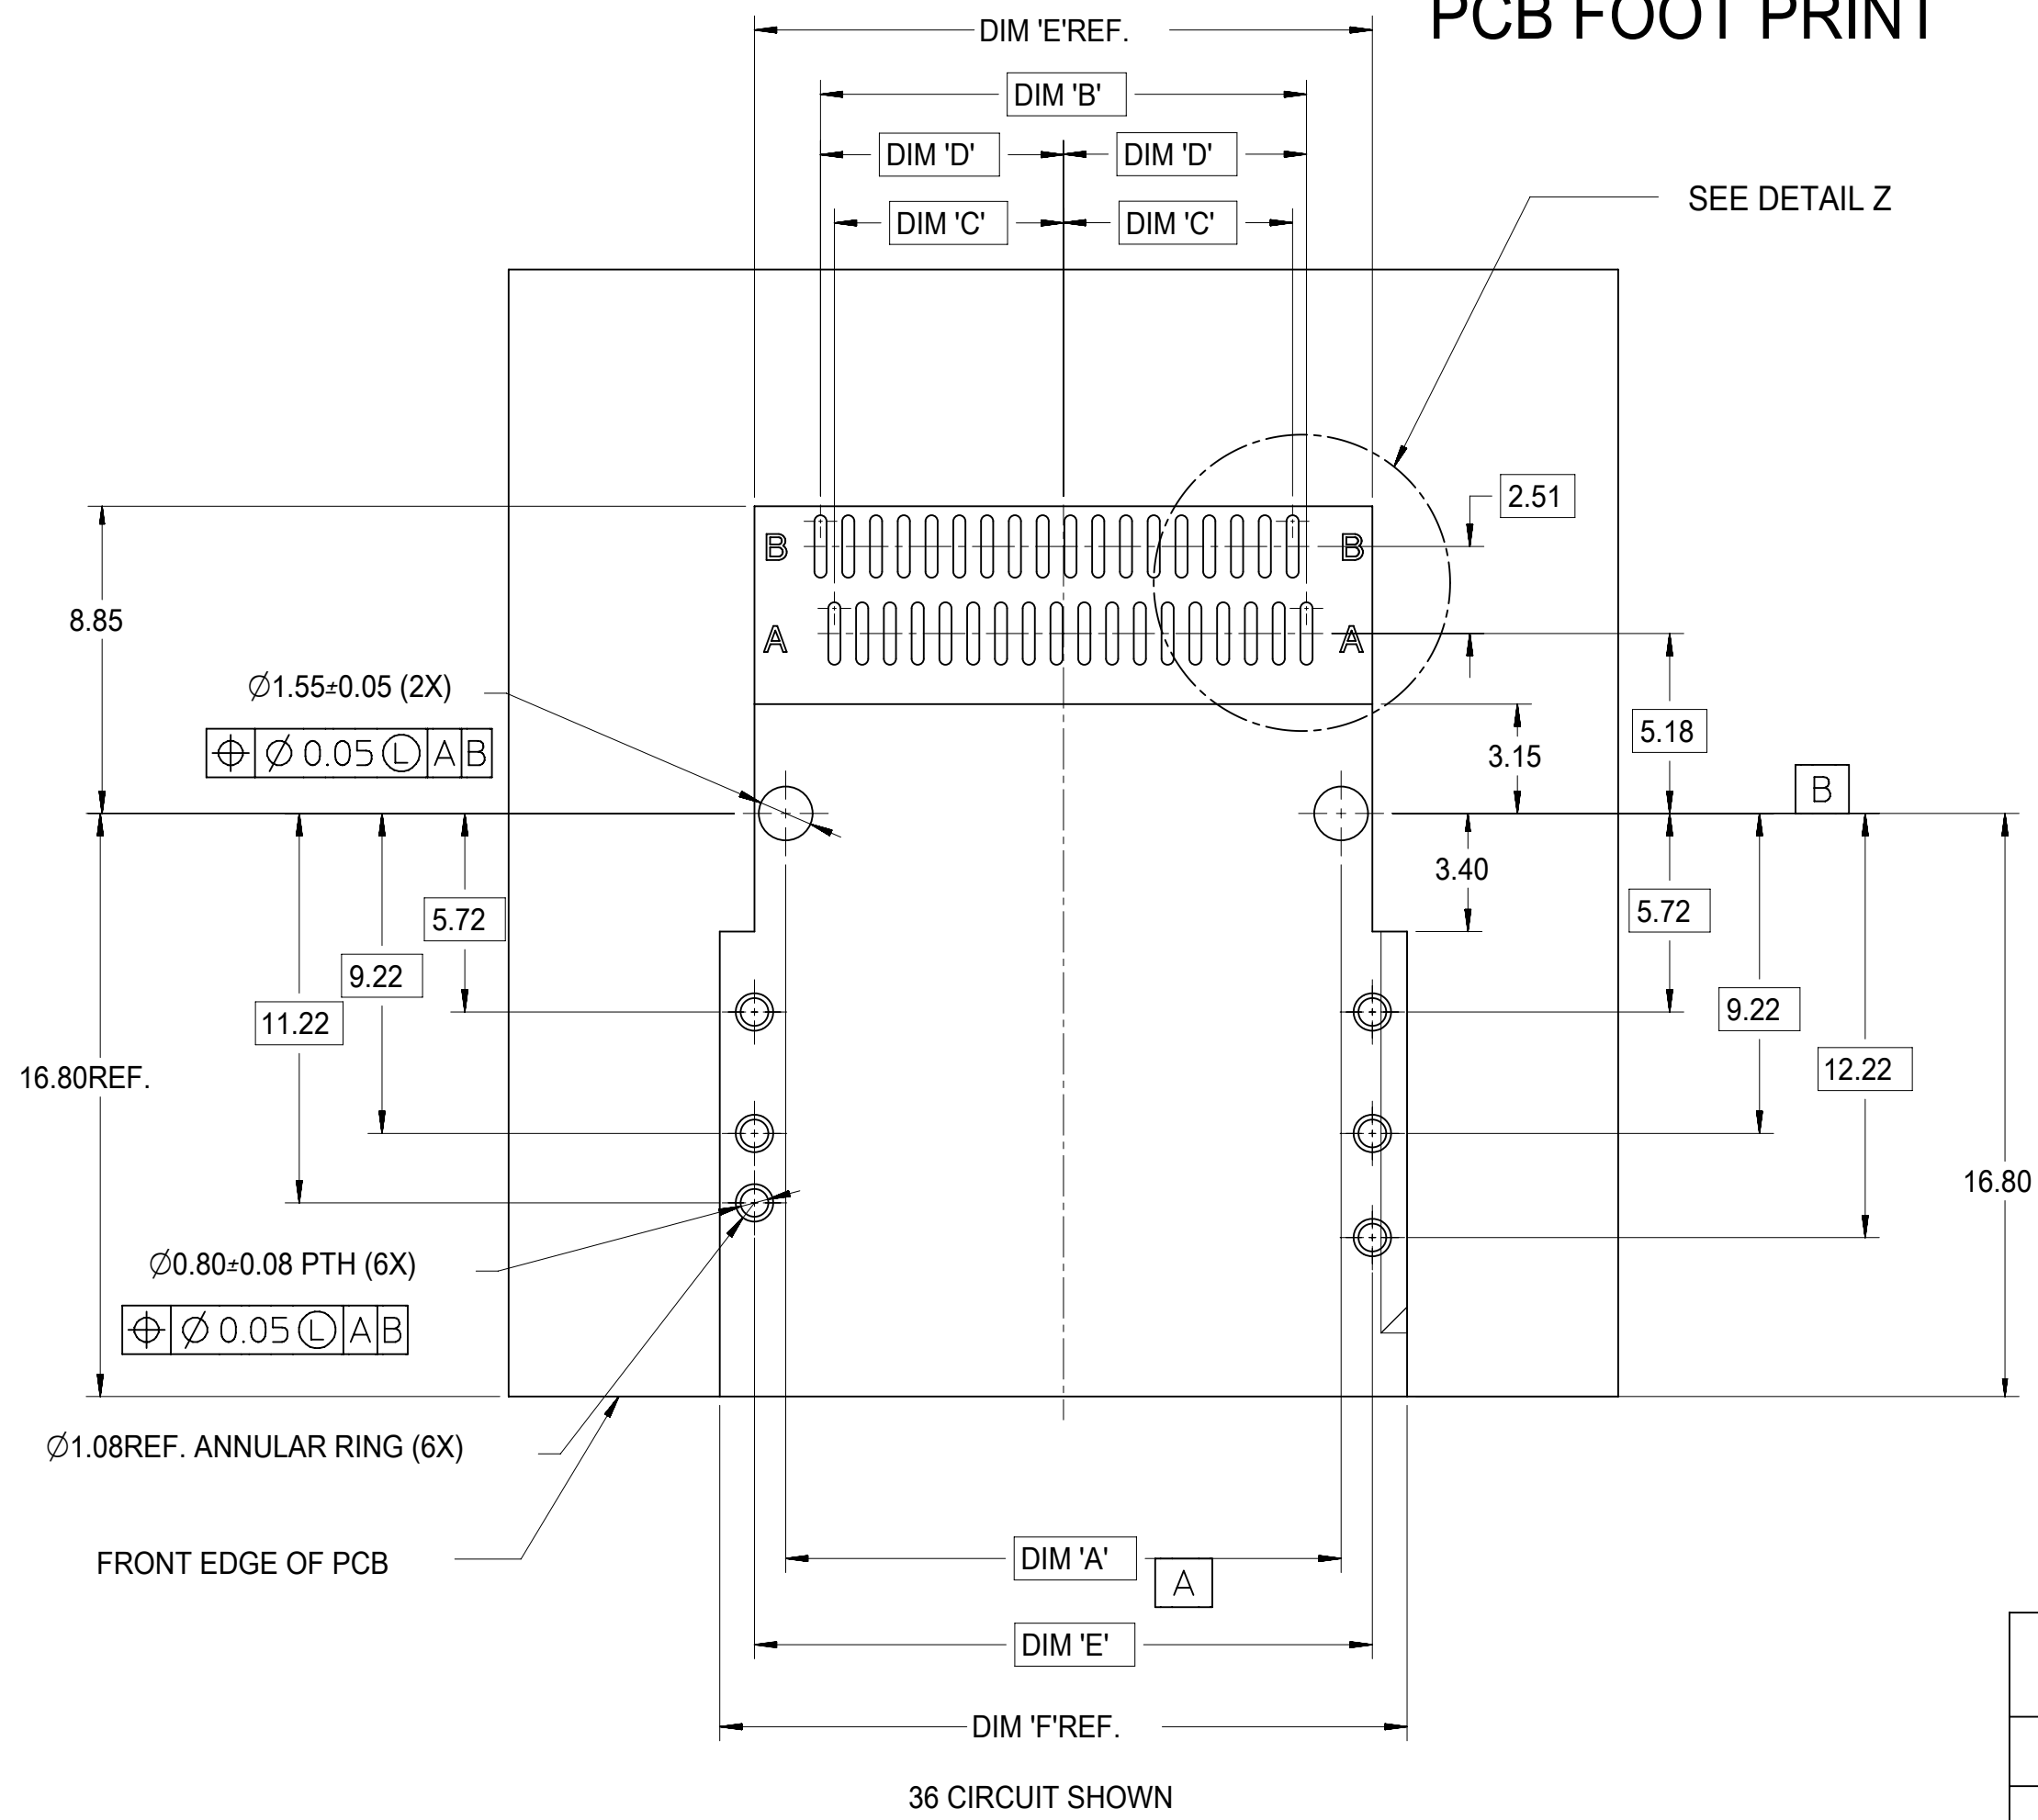 PCB FOOT PRINT
DIM 'E'REF.
DIM 'B'
DIM 'D'
DIM 'D'
DIM 'C'
DIM 'C'
SEE DETAIL Z
2.51
B
B
A
A
8.85
Ø1.55±0.05 (2X)
⌖ Ø 0.05 Ⓛ A B
5.18
3.15
B
3.40
5.72
5.72
9.22
9.22
11.22
12.22
16.80REF.
16.80
Ø0.80±0.08 PTH (6X)
⌖ Ø 0.05 Ⓛ A B
Ø1.08REF. ANNULAR RING (6X)
FRONT EDGE OF PCB
DIM 'A'
A
DIM 'E'
DIM 'F'REF.
36 CIRCUIT SHOWN